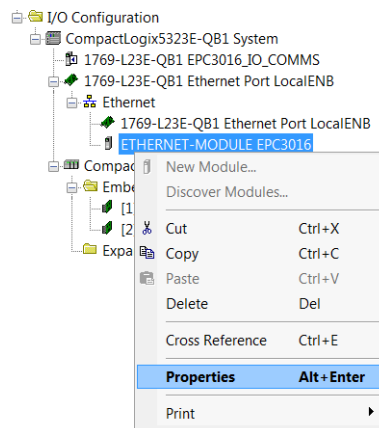 I/O Configuration
CompactLogix5323E-QB1 System
1769-L23E-QB1 EPC3016_IO_COMMS
1769-L23E-QB1 Ethernet Port LocalENB
Ethernet
1769-L23E-QB1 Ethernet Port LocalENB
ETHERNET-MODULE EPC3016
Compac
Embe
[1]
[2]
Expa
New Module...
Discover Modules...
Cut Ctrl+X
Copy Ctrl+C
Paste Ctrl+V
Delete Del
Cross Reference Ctrl+E
Properties Alt+Enter
Print